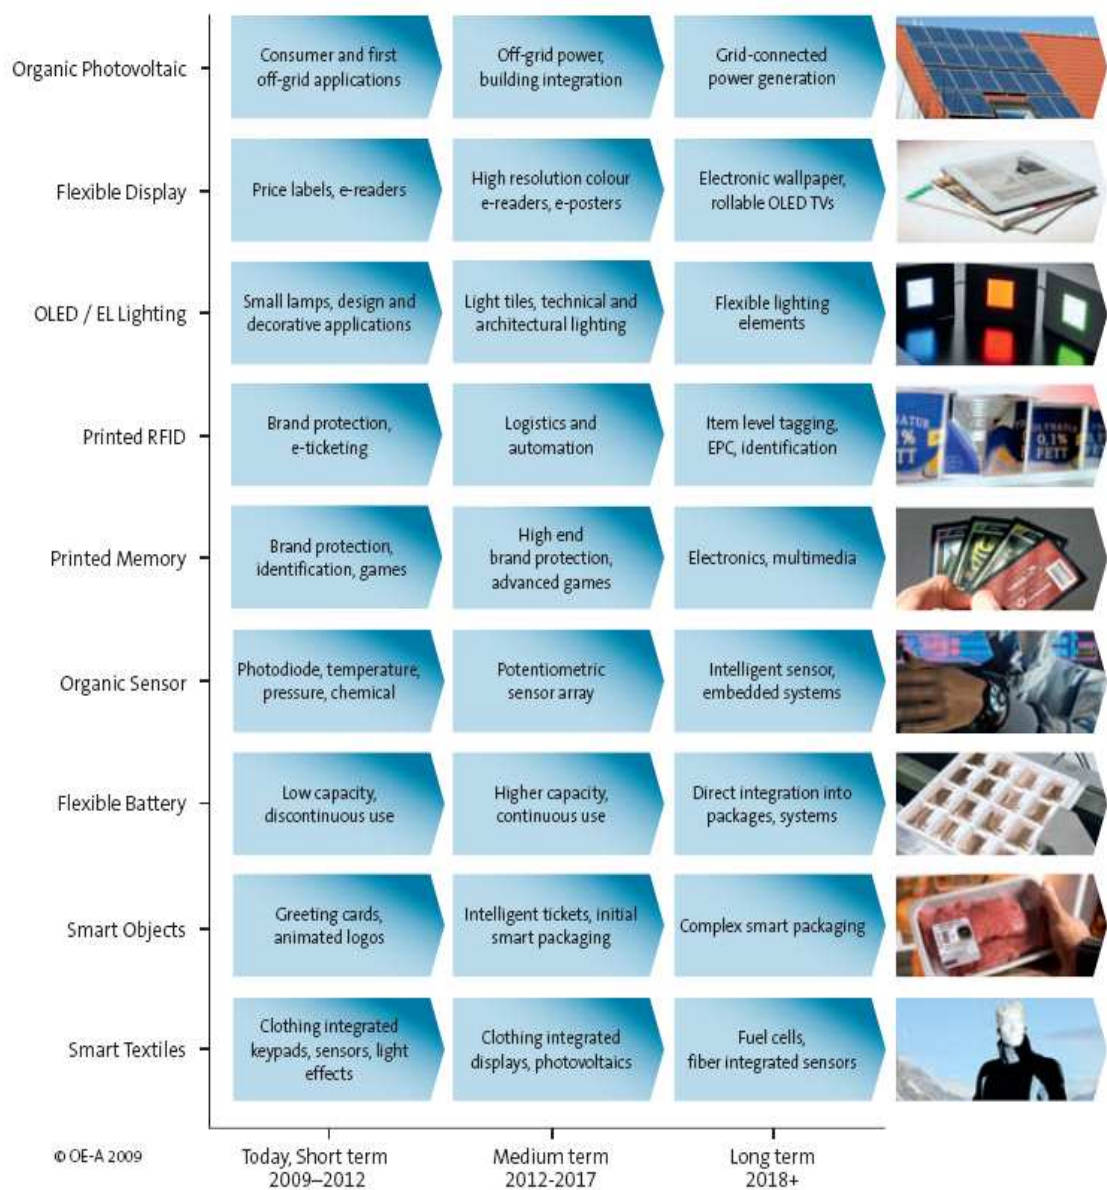 Organic Photovoltaic
Consumer and first
off-grid applications
Off-grid power,
building integration
Grid-connected
power generation
Flexible Display
Price labels, e-readers
High resolution colour
e-readers, e-posters
Electronic wallpaper,
rollable OLED TVs
OLED / EL Lighting
Small lamps, design and
decorative applications
Light tiles, technical and
architectural lighting
Flexible lighting
elements
Printed RFID
Brand protection,
e-ticketing
Logistics and
automation
Item level tagging,
EPC, identification
0,1%
FETT
Printed Memory
Brand protection,
identification, games
High end
brand protection,
advanced games
Electronics, multimedia
Organic Sensor
Photodiode, temperature,
pressure, chemical
Potentiometric
sensor array
Intelligent sensor,
embedded systems
Flexible Battery
Low capacity,
discontinuous use
Higher capacity,
continuous use
Direct integration into
packages, systems
Smart Objects
Greeting cards,
animated logos
Intelligent tickets, initial
smart packaging
Complex smart packaging
Smart Textiles
Clothing integrated
keypads, sensors, light
effects
Clothing integrated
displays, photovoltaics
Fuel cells,
fiber integrated sensors
© OE-A 2009
Today, Short term
2009–2012
Medium term
2012-2017
Long term
2018+